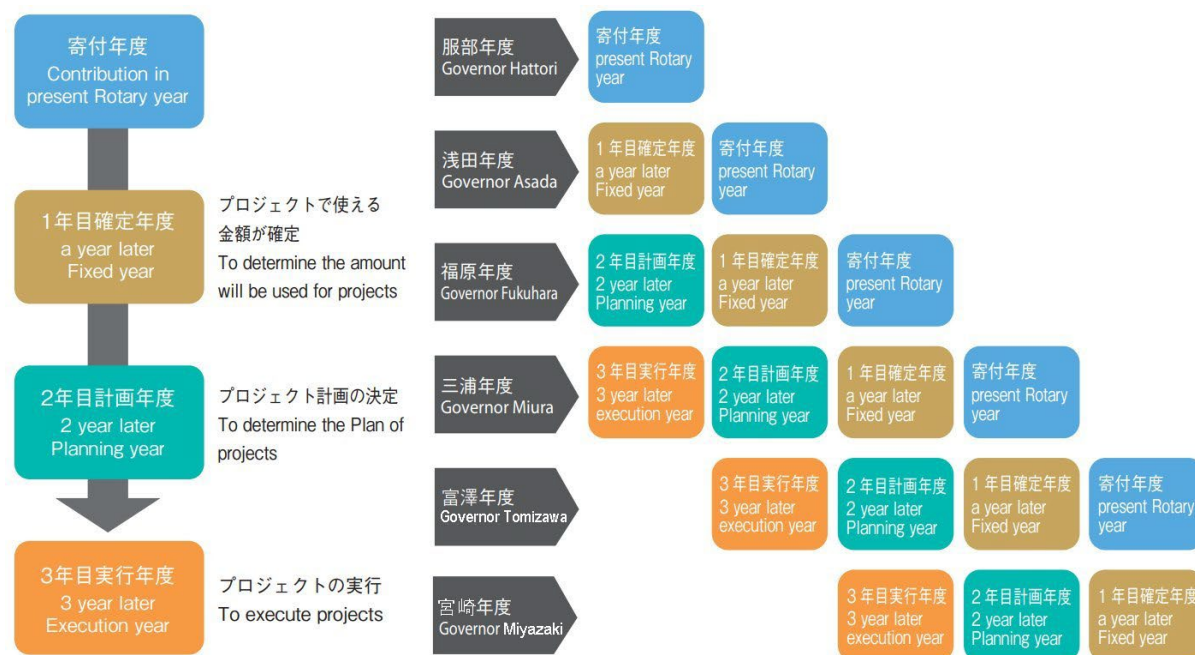 寄付年度
Contribution in
present Rotary year
1年目確定年度
a year later
Fixed year
プロジェクトで使える
金額が確定
To determine the amount
will be used for projects
2年目計画年度
2 year later
Planning year
プロジェクト計画の決定
To determine the Plan of
projects
3年目実行年度
3 year later
Execution year
プロジェクトの実行
To execute projects
服部年度
Governor Hattori
寄付年度
present Rotary
year
浅田年度
Governor Asada
1年目確定年度
a year later
Fixed year
寄付年度
present Rotary
year
福原年度
Governor Fukuhara
2年目計画年度
2 year later
Planning year
1年目確定年度
a year later
Fixed year
寄付年度
present Rotary
year
三浦年度
Governor Miura
3年目実行年度
3 year later
execution year
2年目計画年度
2 year later
Planning year
1年目確定年度
a year later
Fixed year
寄付年度
present Rotary
year
富澤年度
Governor Tomizawa
3年目実行年度
3 year later
execution year
2年目計画年度
2 year later
Planning year
1年目確定年度
a year later
Fixed year
寄付年度
present Rotary
year
宮崎年度
Governor Miyazaki
3年目実行年度
3 year later
execution year
2年目計画年度
2 year later
Planning year
1年目確定年度
a year later
Fixed year